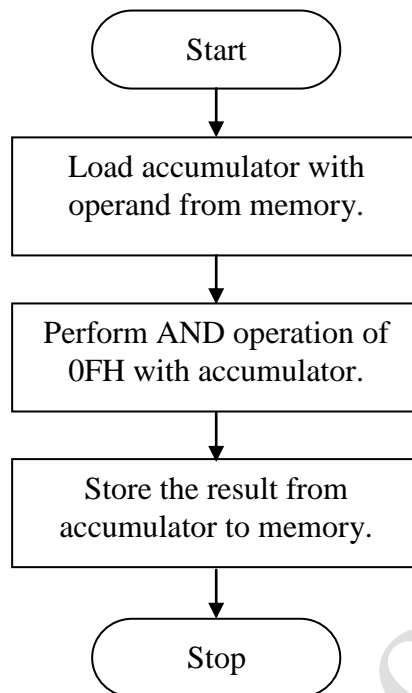 Start
Load accumulator with
operand from memory.
Perform AND operation of
0FH with accumulator.
Store the result from
accumulator to memory.
Stop